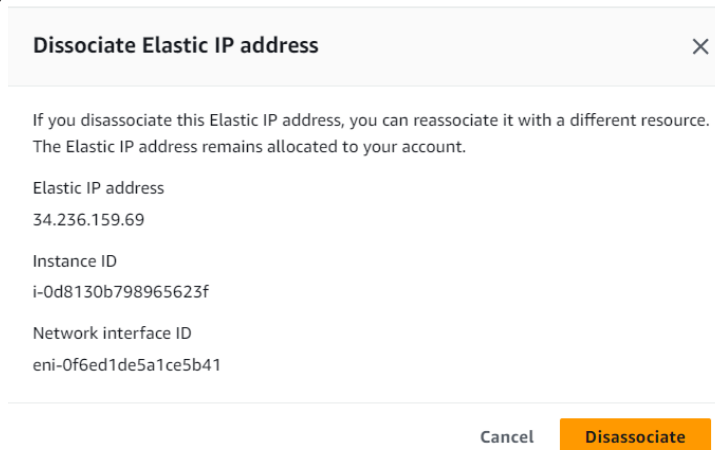 Dissociate Elastic IP address
If you disassociate this Elastic IP address, you can reassociate it with a different resource.
The Elastic IP address remains allocated to your account.
Elastic IP address
34.236.159.69
Instance ID
i-0d8130b798965623f
Network interface ID
eni-0f6ed1de5a1ce5b41
Cancel
Disassociate